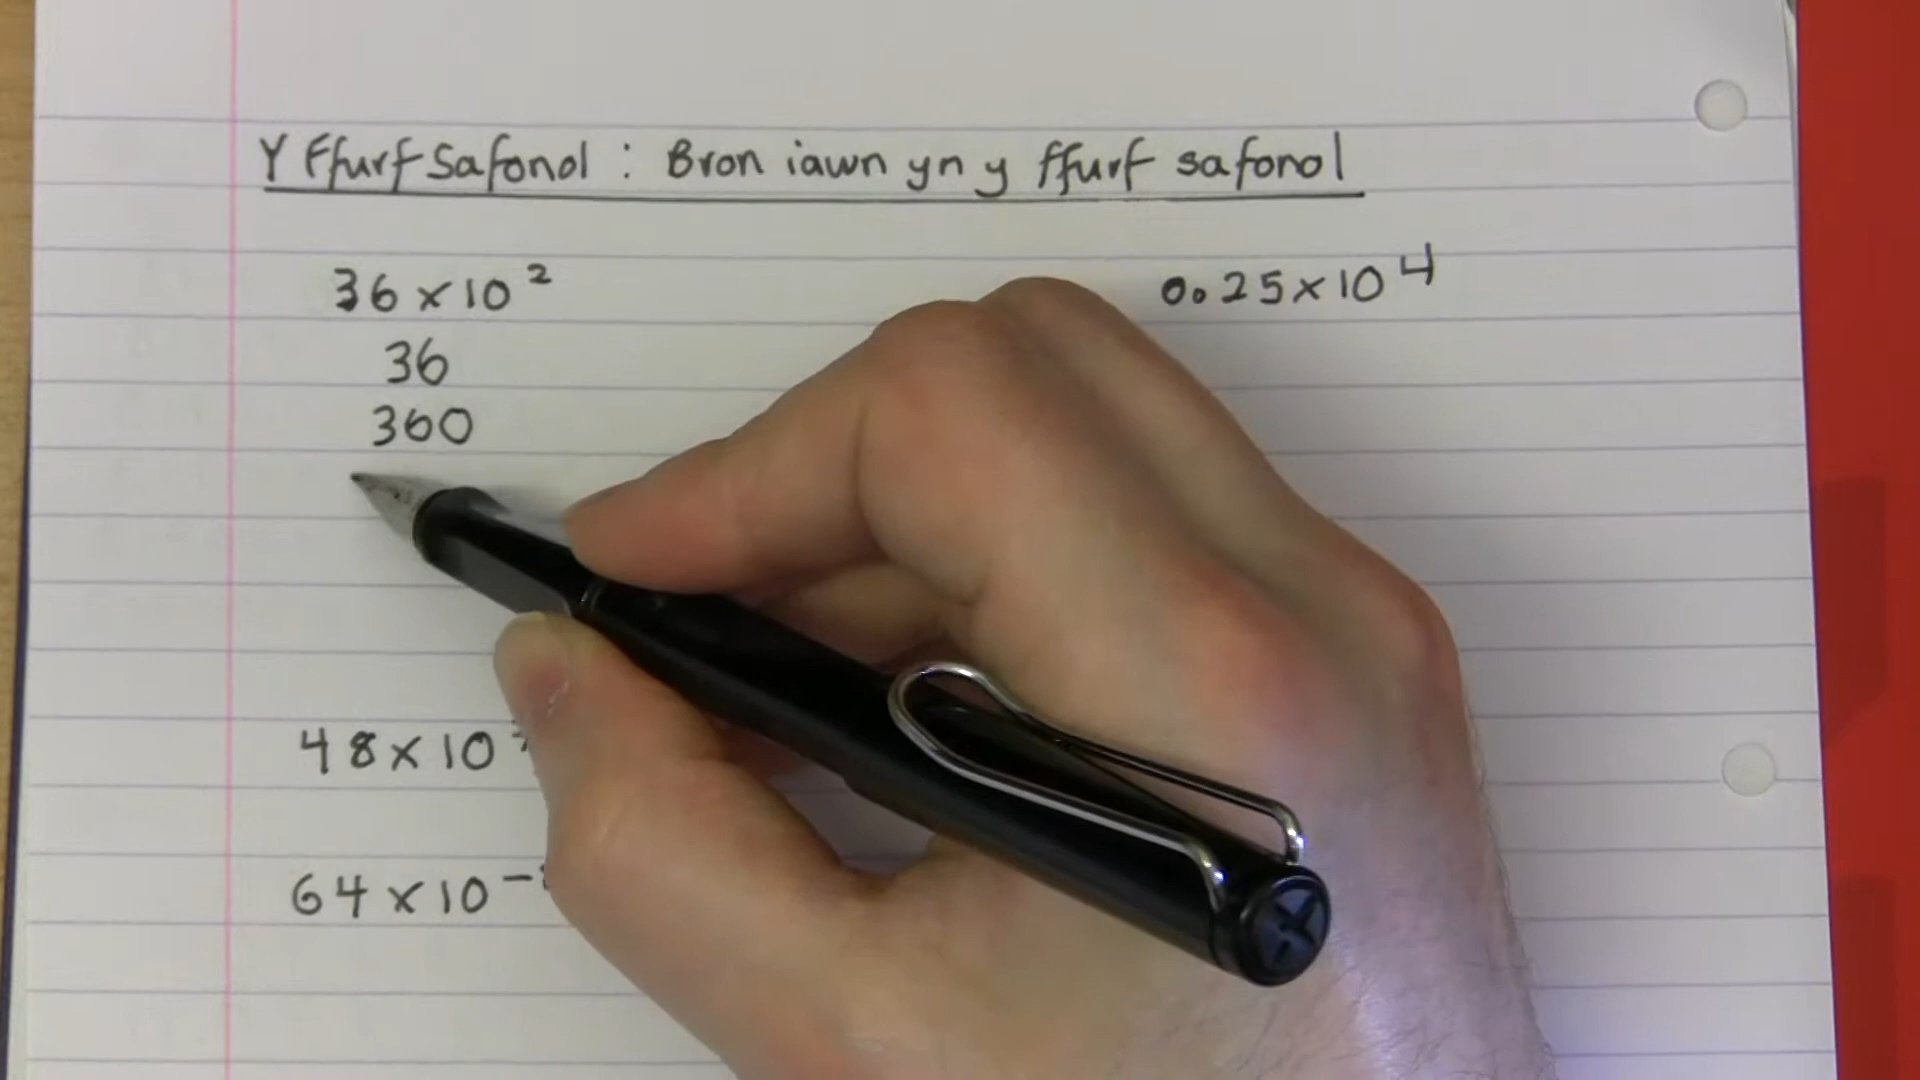 Y Ffurf Safonol : Bron iawn yn y ffurf safonol
36 x 10²
0.25 x 10⁴
36
360
48 x 10
64 x 10⁻